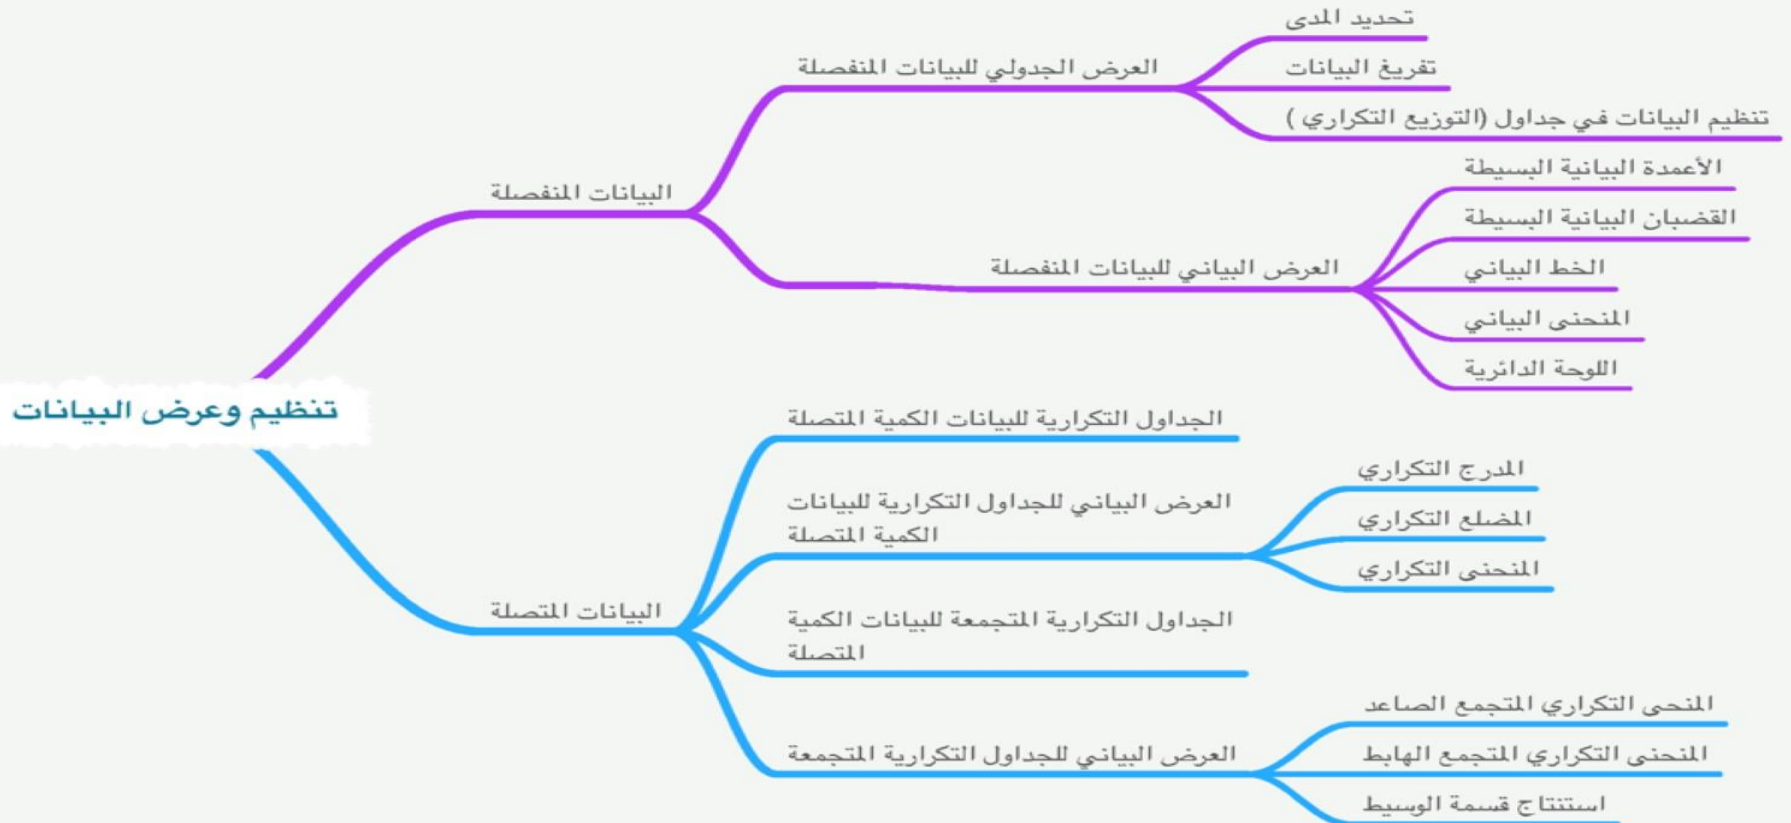 تنظيم وعرض البيانات
البيانات المنفصلة
العرض الجدولي للبيانات المنفصلة
تحديد المدى
تفريغ البيانات
تنظيم البيانات في جداول (التوزيع التكراري )
العرض البياني للبيانات المنفصلة
الأعمدة البيانية البسيطة
القضبان البيانية البسيطة
الخط البياني
المنحنى البياني
اللوحة الدائرية
البيانات المتصلة
الجداول التكرارية للبيانات الكمية المتصلة
العرض البياني للجداول التكرارية للبيانات
الكمية المتصلة
المدرج التكراري
المضلع التكراري
المنحنى التكراري
الجداول التكرارية المتجمعة للبيانات الكمية
المتصلة
العرض البياني للجداول التكرارية المتجمعة
المنحى التكراري المتجمع الصاعد
المنحنى التكراري المتجمع الهابط
استنتاج قسمة الوسيط